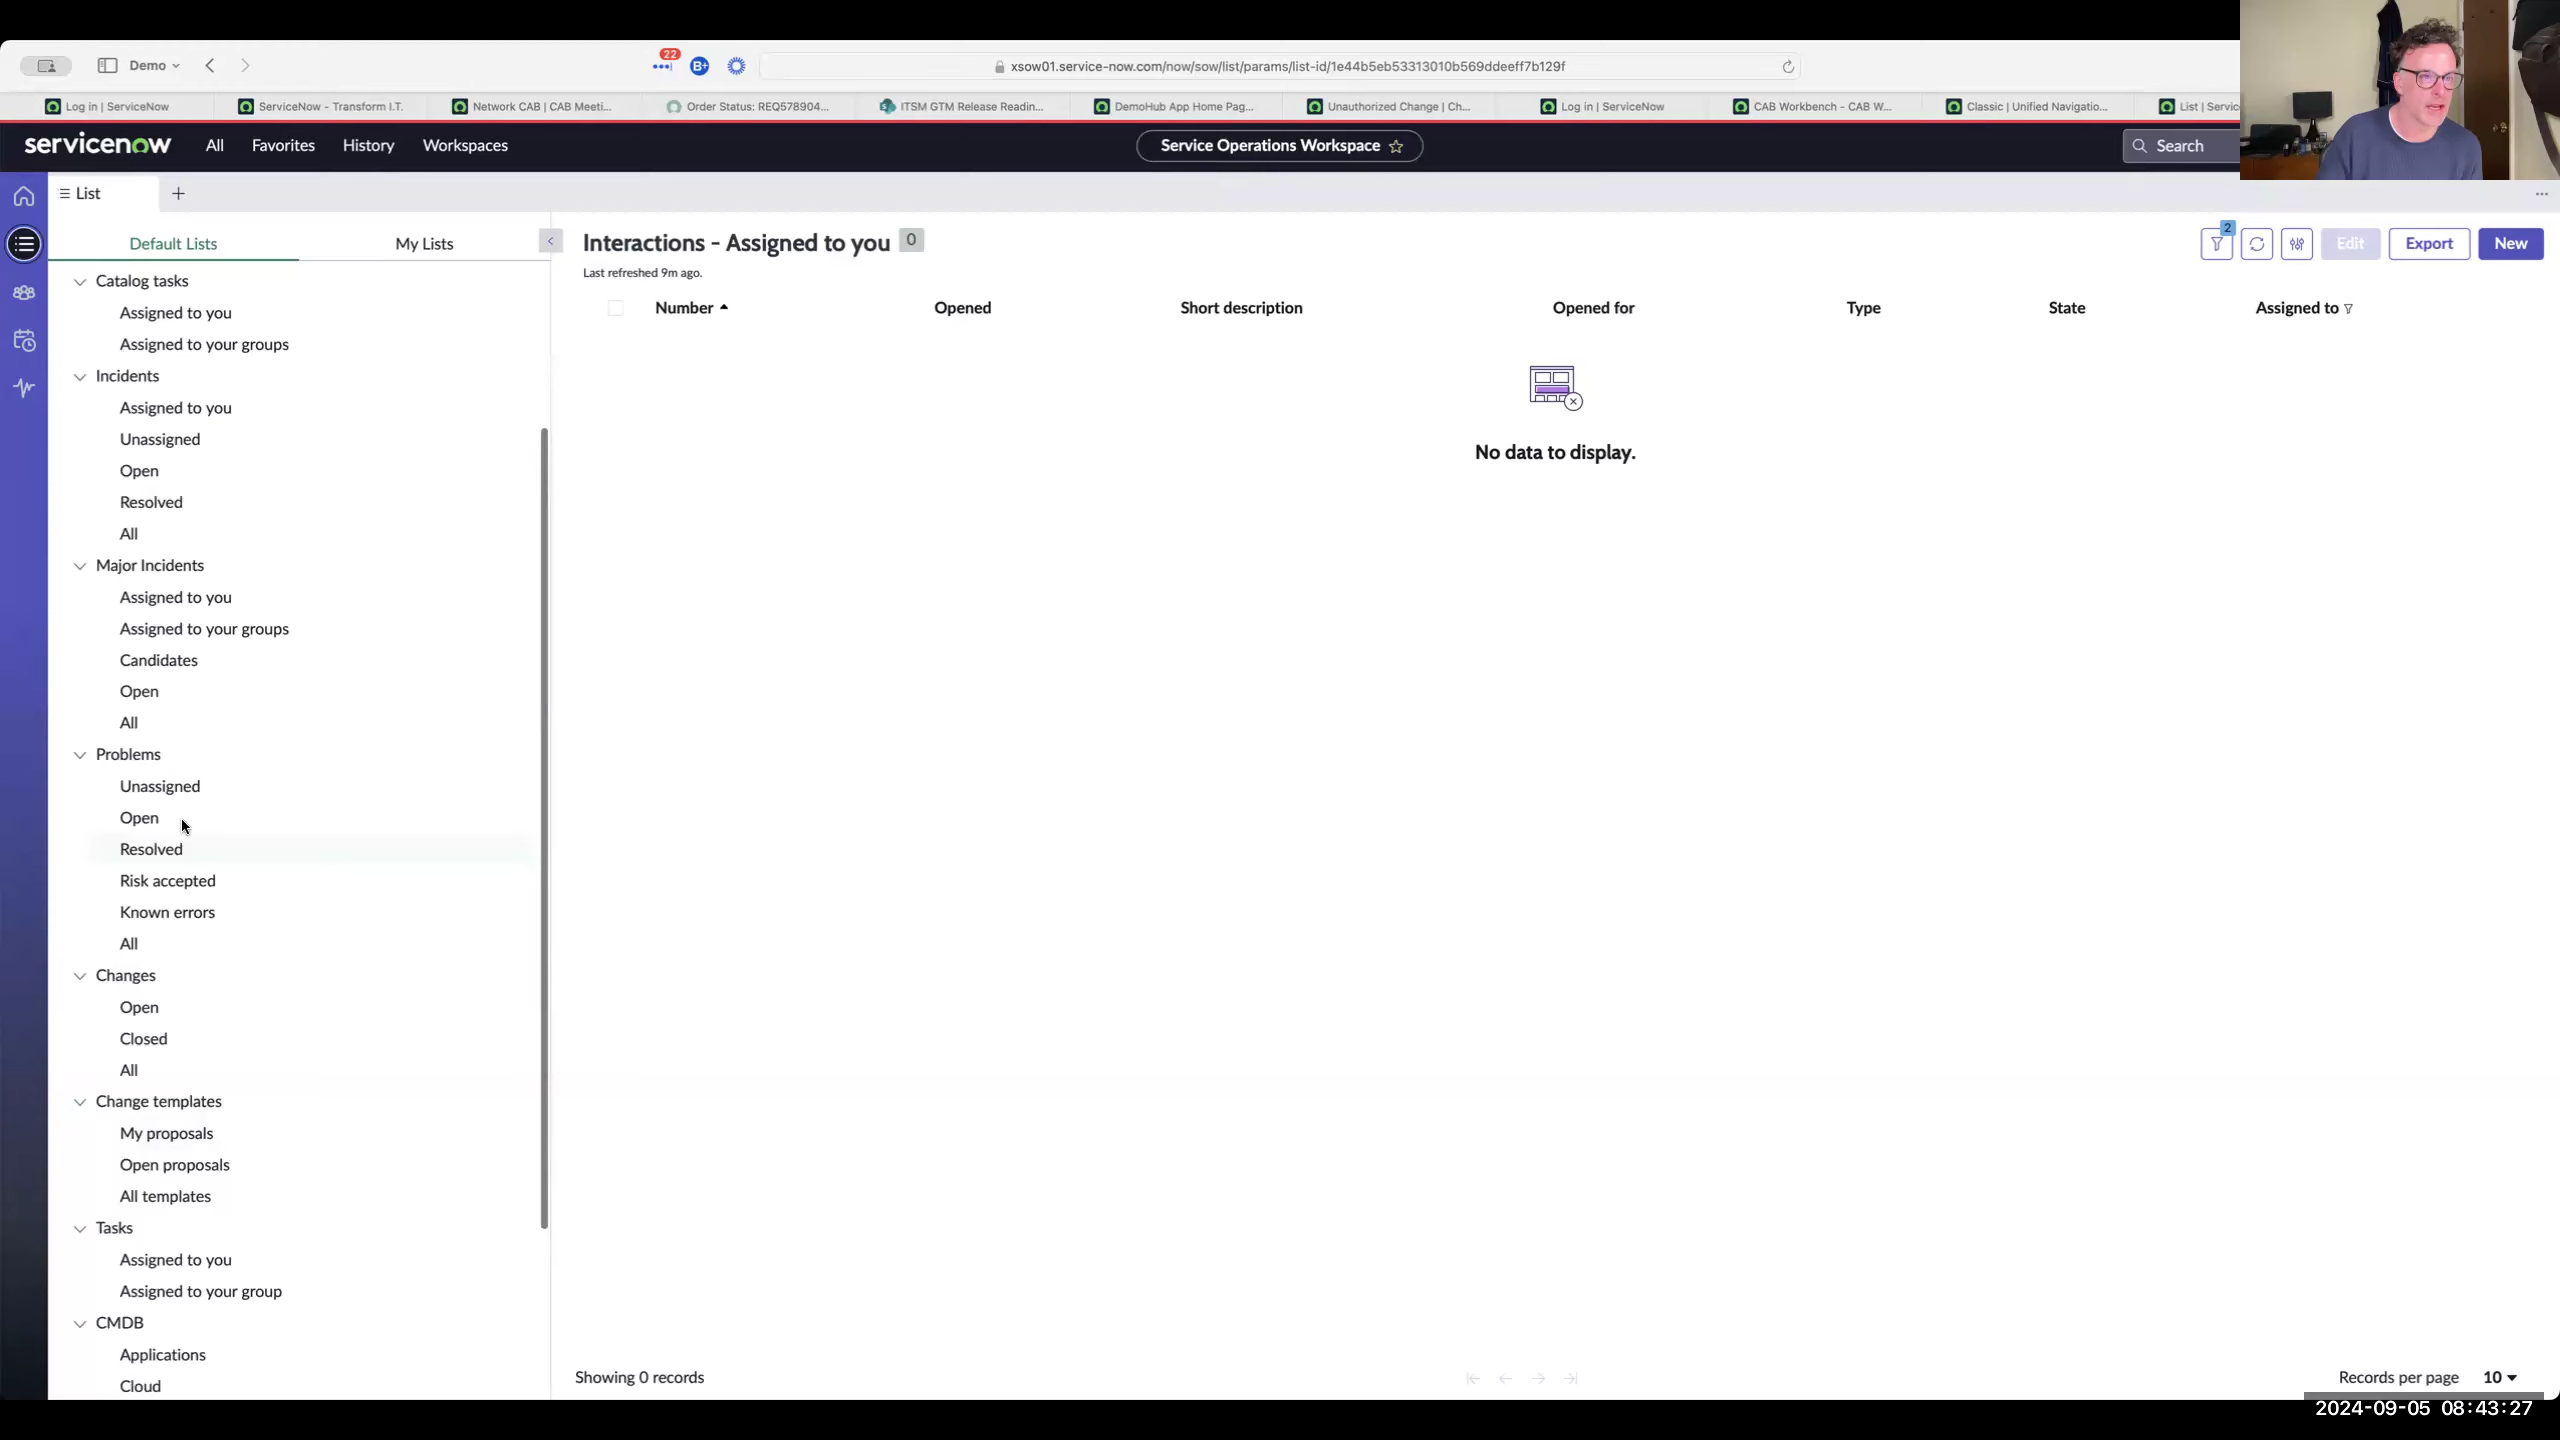 22
Demo
B+
xsow01.service-now.com/now/sow/list/params/list-id/1e44b5eb53313010b569ddeeff7b129f
Log in | ServiceNow
ServiceNow - Transform I.T.
Network CAB | CAB Meeti...
Order Status: REQ578904...
ITSM GTM Release Readin...
DemoHub App Home Pag...
Unauthorized Change | Ch...
Log in | ServiceNow
CAB Workbench - CAB W...
Classic | Unified Navigatio...
List | Servic
servicenow
All
Favorites
History
Workspaces
Service Operations Workspace
Search
List
Default Lists
My Lists
Catalog tasks
Assigned to you
Assigned to your groups
Incidents
Assigned to you
Unassigned
Open
Resolved
All
Major Incidents
Assigned to you
Assigned to your groups
Candidates
Open
All
Problems
Unassigned
Open
Resolved
Risk accepted
Known errors
All
Changes
Open
Closed
All
Change templates
My proposals
Open proposals
All templates
Tasks
Assigned to you
Assigned to your group
CMDB
Applications
Cloud
Interactions - Assigned to you 0
Last refreshed 9m ago.
2
Edit
Export
New
Number
Opened
Short description
Opened for
Type
State
Assigned to
No data to display.
Showing 0 records
Records per page 10
2024-09-05 08:43:27